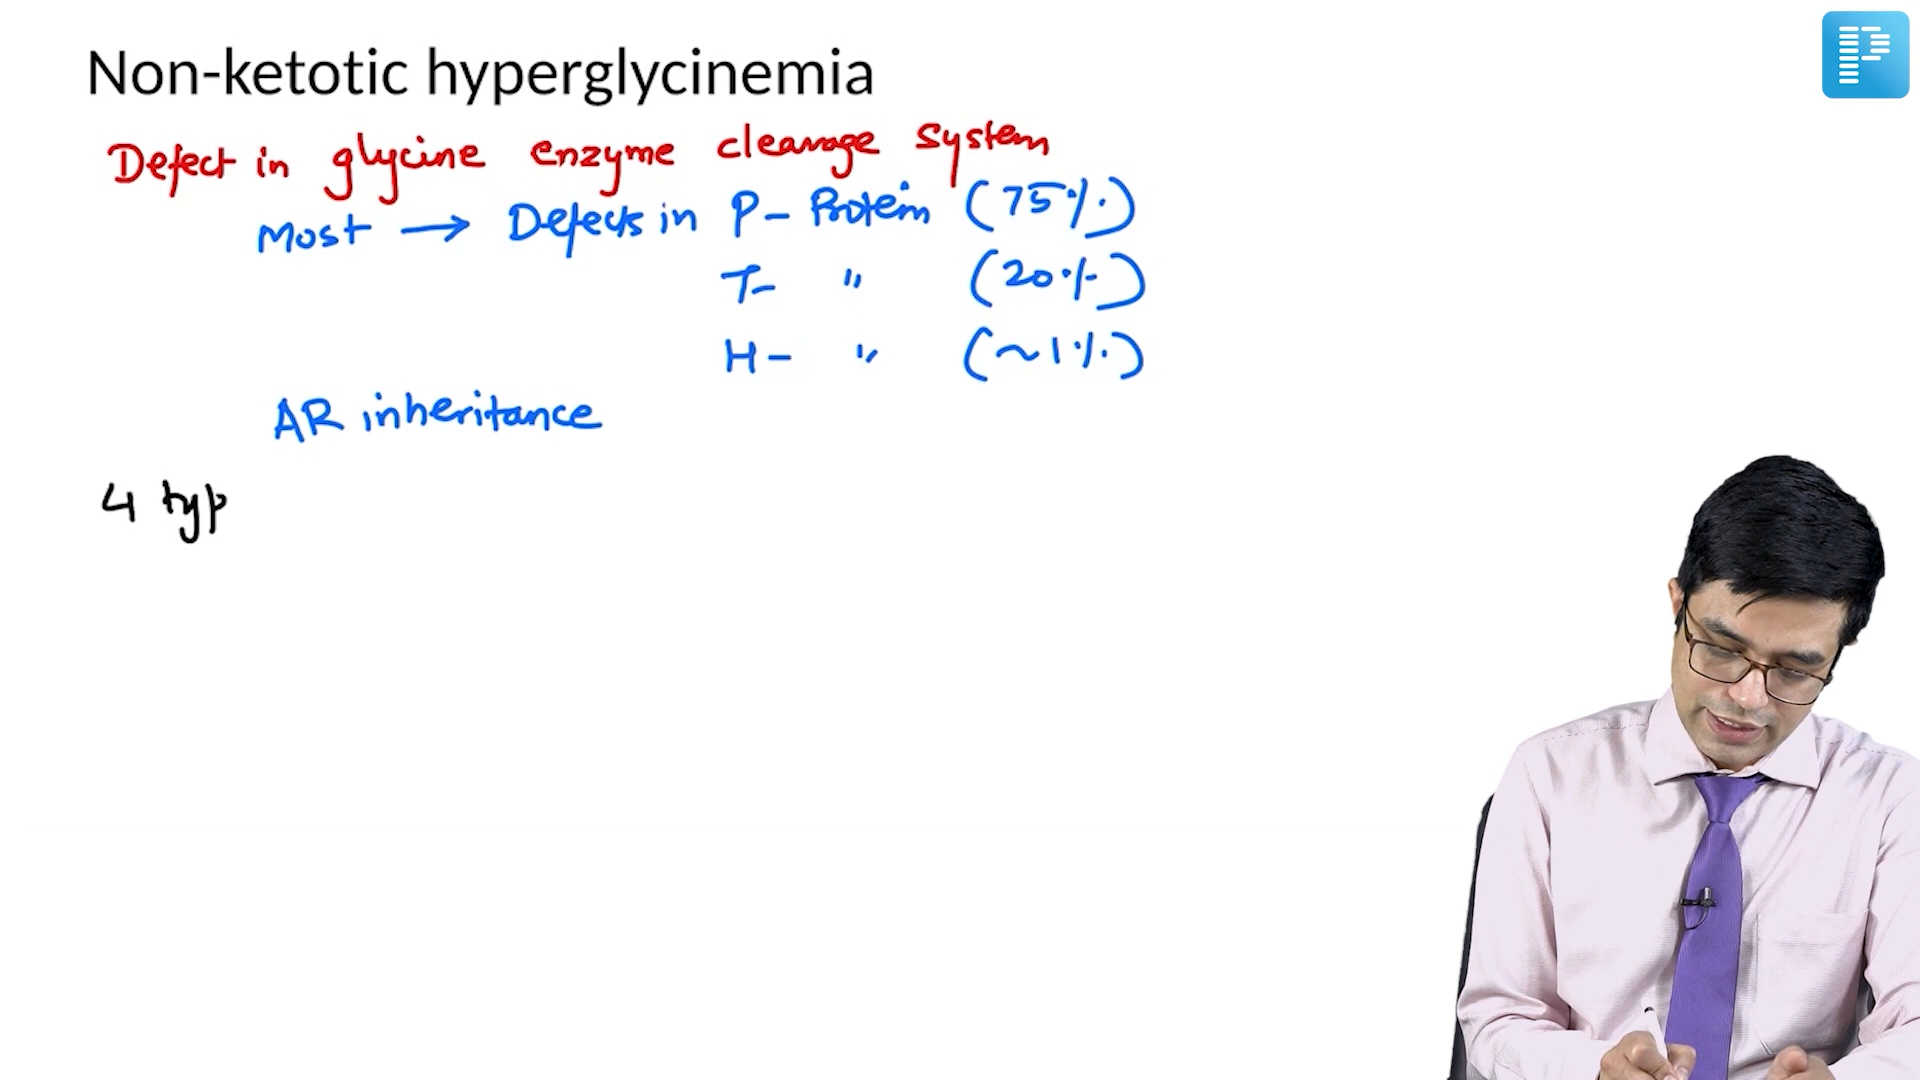 Non-ketotic hyperglycinemia
Defect in glycine enzyme cleavage system
Most → Defects in P- Protein (75%)
T- " (20%)
H- " (~1%)
AR inheritance
4 typ